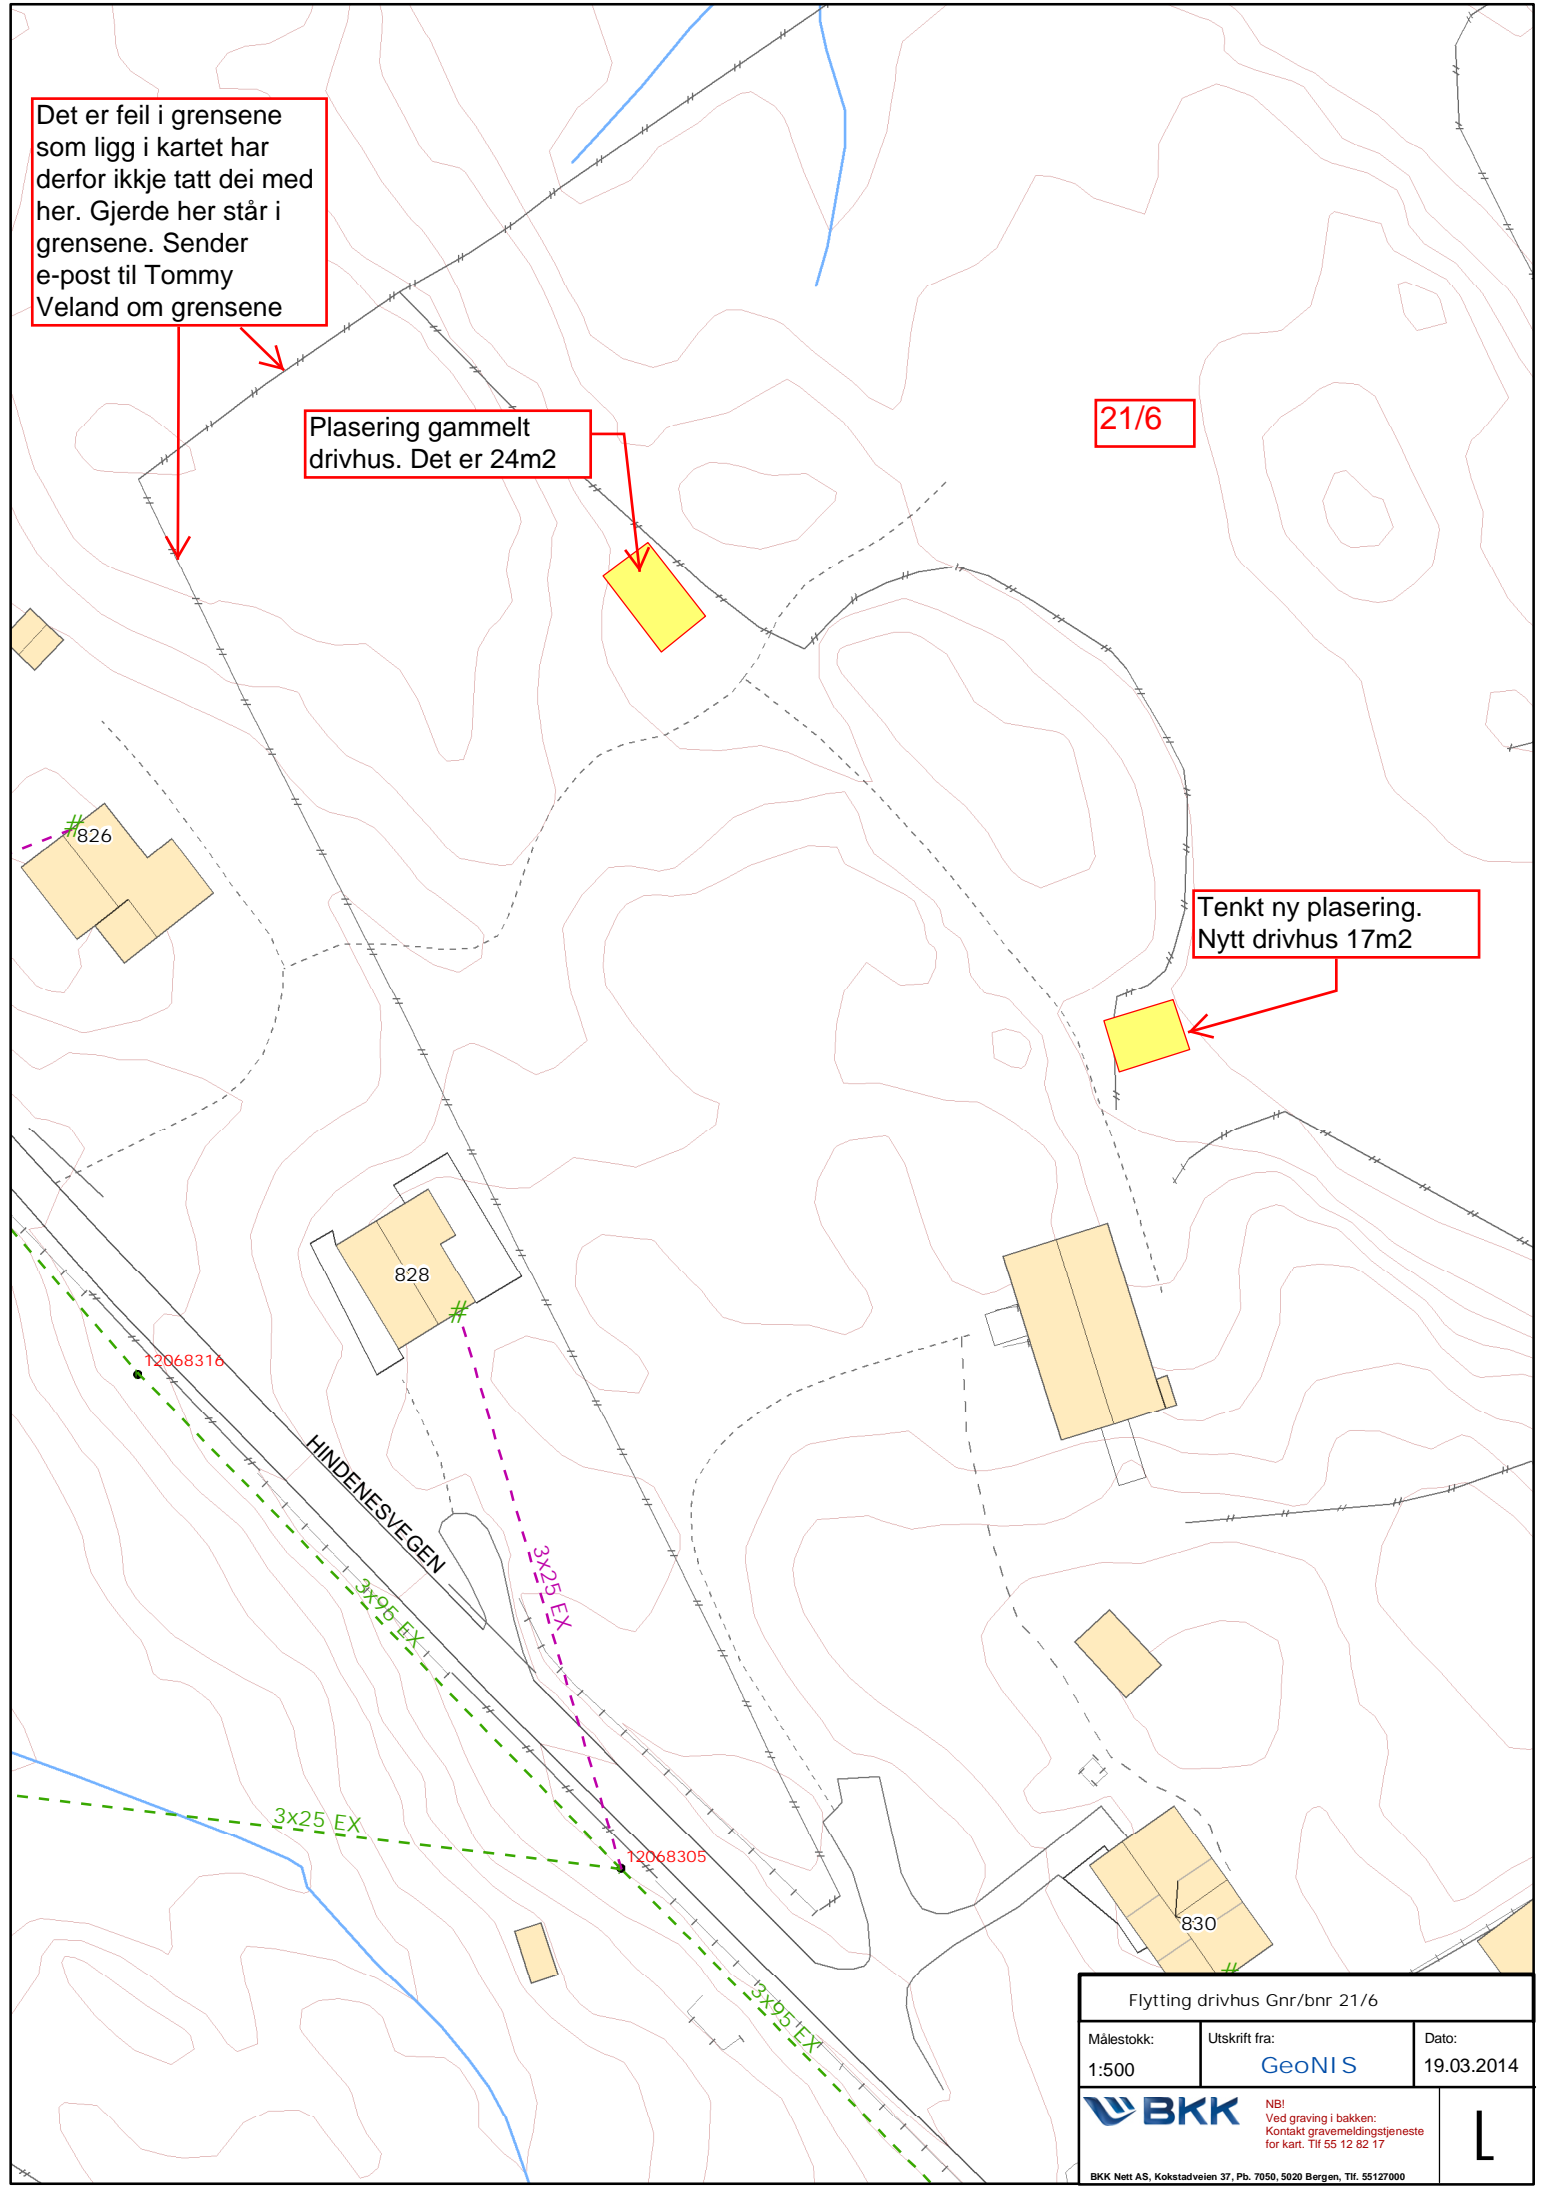 Det er feil i grensene
som ligg i kartet har
derfor ikkje tatt dei med
her. Gjerde her står i
grensene. Sender
e-post til Tommy
Veland om grensene
Plasering gammelt
drivhus. Det er 24m2
21/6
826
Tenkt ny plasering.
Nytt drivhus 17m2
828
12068316
HINDENESVEGEN
3x25 EX
3x95 EX
3x25 EX
12068305
830
3x95 EX
Flytting drivhus Gnr/bnr 21/6
Målestokk:
1:500
Utskrift fra:
GeoNIS
Dato:
19.03.2014
BKK
NB!
Ved graving i bakken:
Kontakt gravemeldingstjeneste
for kart. Tlf 55 12 82 17
L
BKK Nett AS, Kokstadveien 37, Pb. 7050, 5020 Bergen, Tlf. 55127000